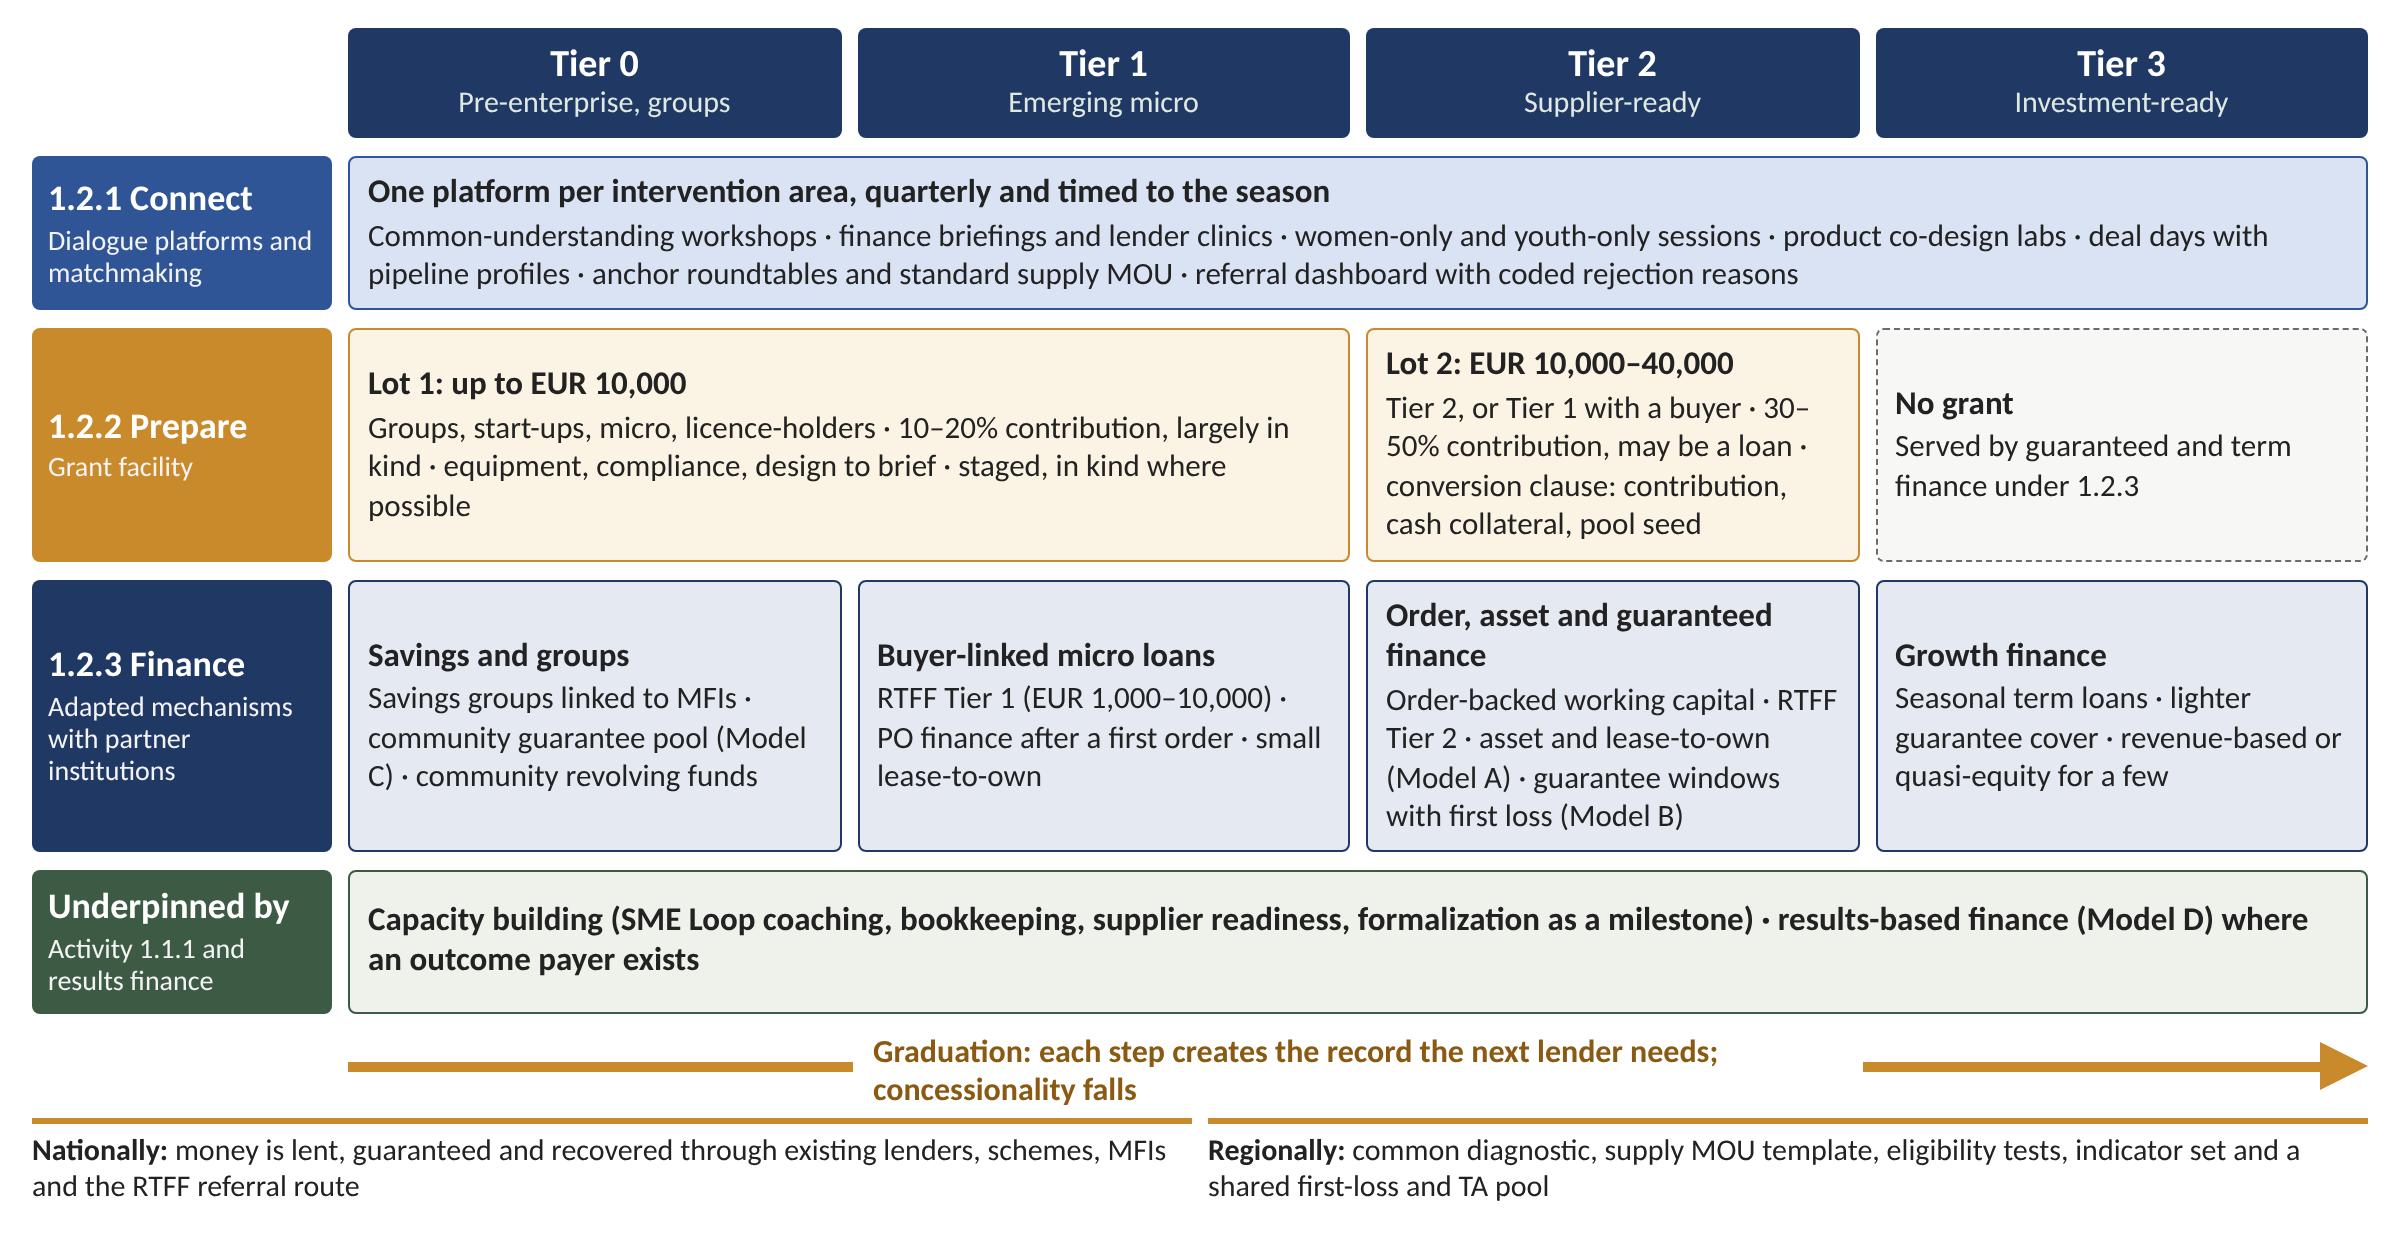 Tier 0
Pre-enterprise, groups
Tier 1
Emerging micro
Tier 2
Supplier-ready
Tier 3
Investment-ready
1.2.1 Connect
Dialogue platforms and
matchmaking
One platform per intervention area, quarterly and timed to the season
Common-understanding workshops · finance briefings and lender clinics · women-only and youth-only sessions · product co-design labs · deal days with
pipeline profiles · anchor roundtables and standard supply MOU · referral dashboard with coded rejection reasons
1.2.2 Prepare
Grant facility
Lot 1: up to EUR 10,000
Groups, start-ups, micro, licence-holders · 10–20% contribution, largely in
kind · equipment, compliance, design to brief · staged, in kind where
possible
Lot 2: EUR 10,000–40,000
Tier 2, or Tier 1 with a buyer · 30–
50% contribution, may be a loan ·
conversion clause: contribution,
cash collateral, pool seed
No grant
Served by guaranteed and term
finance under 1.2.3
1.2.3 Finance
Adapted mechanisms
with partner
institutions
Savings and groups
Savings groups linked to MFIs ·
community guarantee pool (Model
C) · community revolving funds
Buyer-linked micro loans
RTFF Tier 1 (EUR 1,000–10,000) ·
PO finance after a first order · small
lease-to-own
Order, asset and guaranteed
finance
Order-backed working capital · RTFF
Tier 2 · asset and lease-to-own
(Model A) · guarantee windows
with first loss (Model B)
Growth finance
Seasonal term loans · lighter
guarantee cover · revenue-based or
quasi-equity for a few
Underpinned by
Activity 1.1.1 and
results finance
Capacity building (SME Loop coaching, bookkeeping, supplier readiness, formalization as a milestone) · results-based finance (Model D) where
an outcome payer exists
Graduation: each step creates the record the next lender needs;
concessionality falls
Nationally: money is lent, guaranteed and recovered through existing lenders, schemes, MFIs
and the RTFF referral route
Regionally: common diagnostic, supply MOU template, eligibility tests, indicator set and a
shared first-loss and TA pool